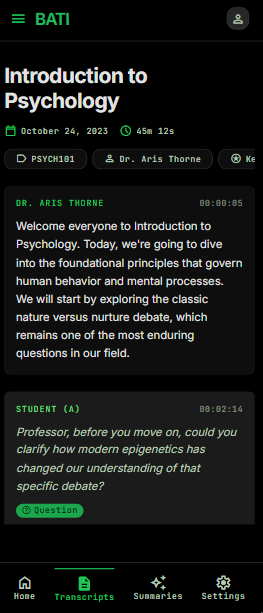 BATI
Introduction to
Psychology
October 24, 2023 45m 12s
PSYCH101 Dr. Aris Thorne Ke
DR. ARIS THORNE 00:00:05
Welcome everyone to Introduction to
Psychology. Today, we're going to dive
into the foundational principles that govern
human behavior and mental processes.
We will start by exploring the classic
nature versus nurture debate, which
remains one of the most enduring
questions in our field.
STUDENT (A) 00:02:14
Professor, before you move on, could you
clarify how modern epigenetics has
changed our understanding of that
specific debate?
Question
Home Transcripts Summaries Settings